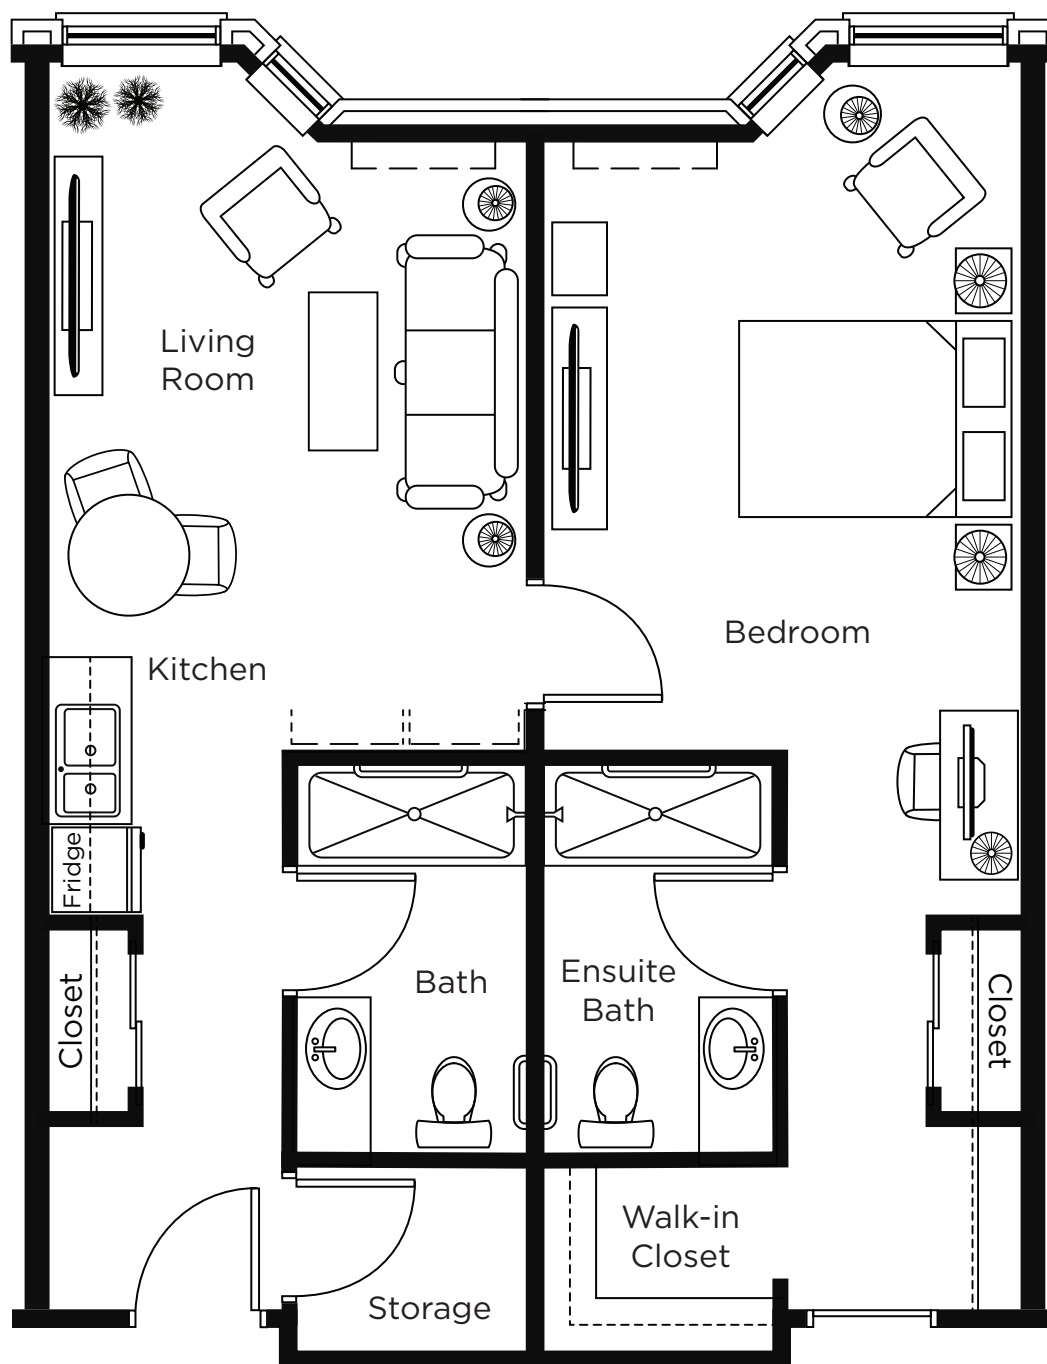 Living
Room
Bedroom
Kitchen
Fridge
Closet
Bath
Ensuite
Bath
Closet
Walk-in
Closet
Storage